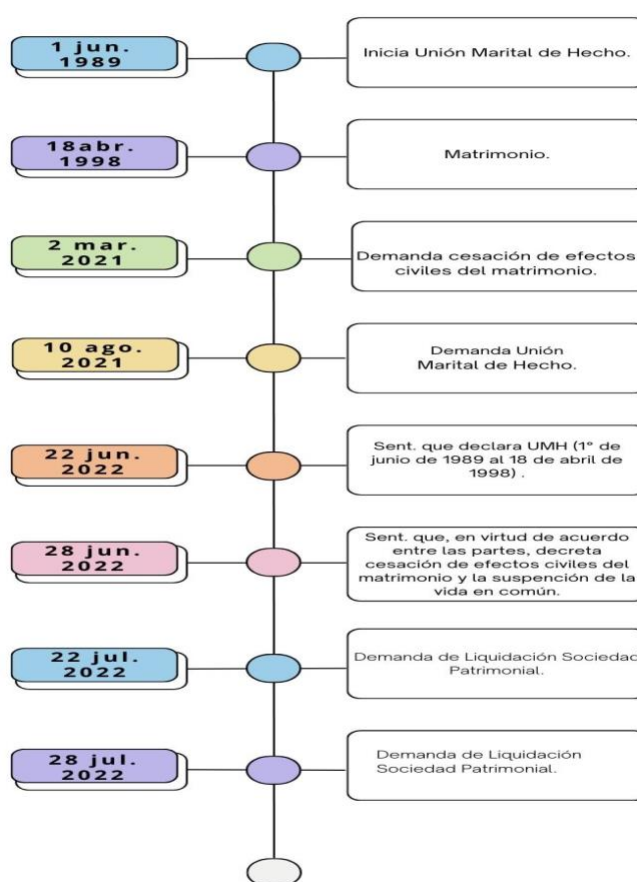 1 jun.
1989
Inicia Unión Marital de Hecho.
18abr.
1998
Matrimonio.
2 mar.
2021
Demanda cesación de efectos
civiles del matrimonio.
10 ago.
2021
Demanda Unión
Marital de Hecho.
22 jun.
2022
Sent. que declara UMH (1° de
junio de 1989 al 18 de abril de
1998) .
28 jun.
2022
Sent. que, en virtud de acuerdo
entre las partes, decreta
cesación de efectos civiles del
matrimonio y la suspención de la
vida en común.
22 jul.
2022
Demanda de Liquidación Sociedad
Patrimonial.
28 jul.
2022
Demanda de Liquidación
Sociedad Patrimonial.